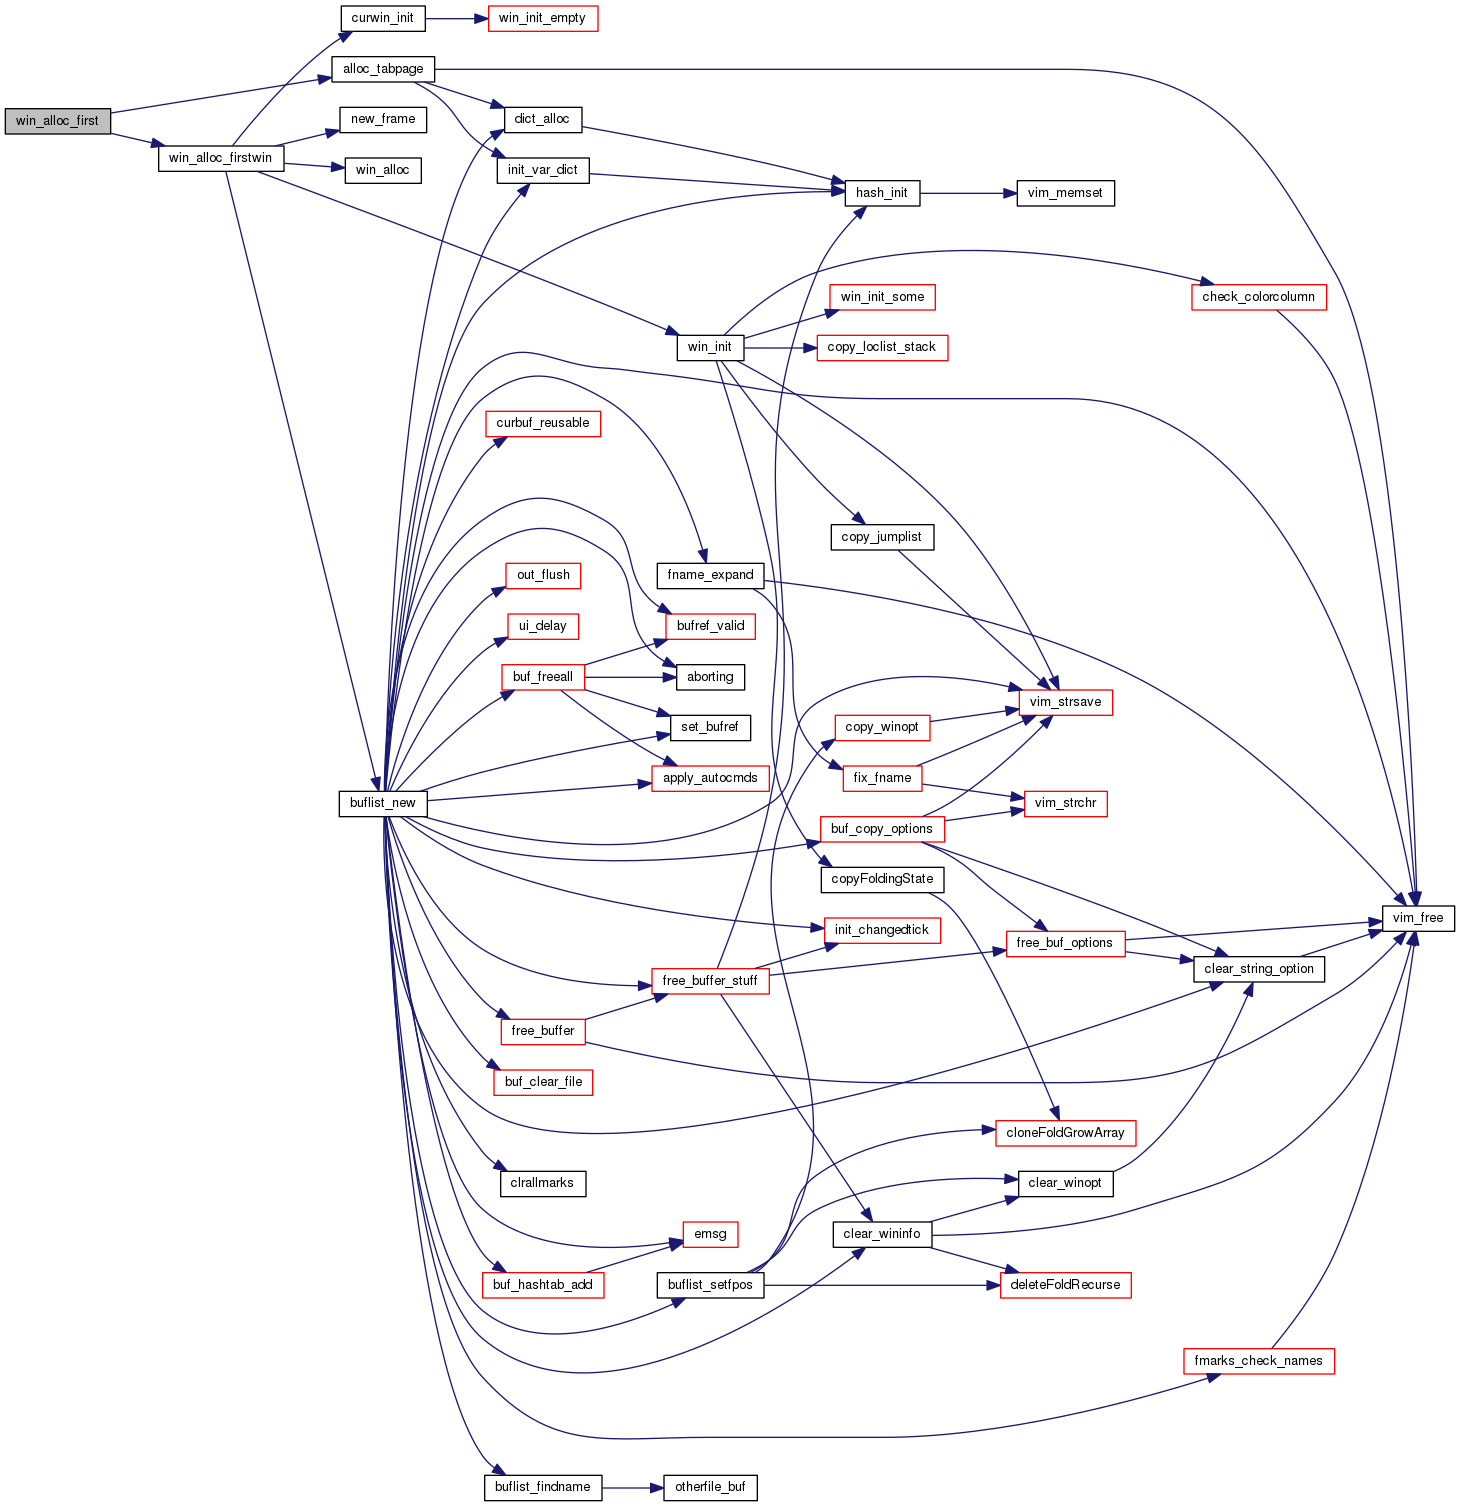 curwin_init
win_init_empty
alloc_tabpage
win_alloc_first
new_frame
dict_alloc
win_alloc_firstwin
win_alloc
init_var_dict
hash_init
vim_memset
win_init_some
check_colorcolumn
win_init
copy_loclist_stack
curbuf_reusable
copy_jumplist
out_flush
fname_expand
ui_delay
bufref_valid
buf_freeall
aborting
vim_strsave
set_bufref
copy_winopt
apply_autocmds
fix_fname
buflist_new
vim_strchr
buf_copy_options
copyFoldingState
vim_free
init_changedtick
free_buf_options
clear_string_option
free_buffer_stuff
free_buffer
buf_clear_file
cloneFoldGrowArray
clrallmarks
clear_winopt
emsg
clear_wininfo
buf_hashtab_add
buflist_setfpos
deleteFoldRecurse
fmarks_check_names
buflist_findname
otherfile_buf